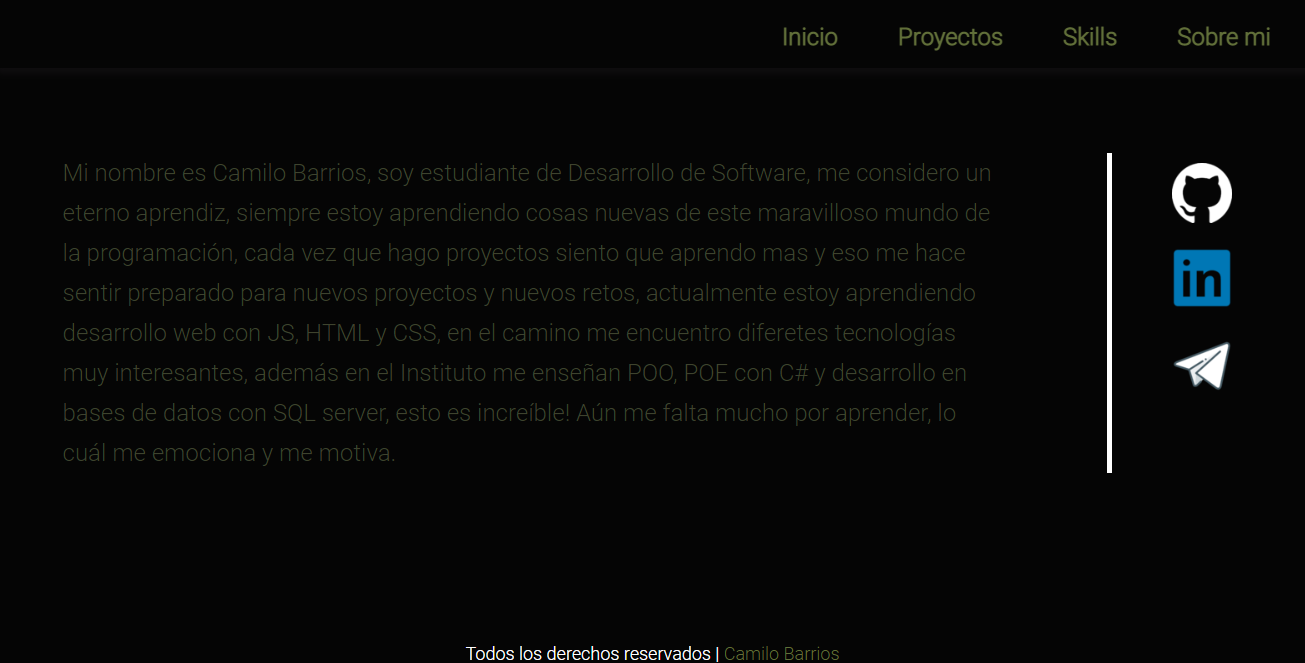 Inicio Proyectos Skills Sobre mi
Mi nombre es Camilo Barrios, soy estudiante de Desarrollo de Software, me considero un
eterno aprendiz, siempre estoy aprendiendo cosas nuevas de este maravilloso mundo de
la programación, cada vez que hago proyectos siento que aprendo mas y eso me hace
sentir preparado para nuevos proyectos y nuevos retos, actualmente estoy aprendiendo
desarrollo web con JS, HTML y CSS, en el camino me encuentro diferetes tecnologías
muy interesantes, además en el Instituto me enseñan POO, POE con C# y desarrollo en
bases de datos con SQL server, esto es increíble! Aún me falta mucho por aprender, lo
cuál me emociona y me motiva.
in
Todos los derechos reservados | Camilo Barrios